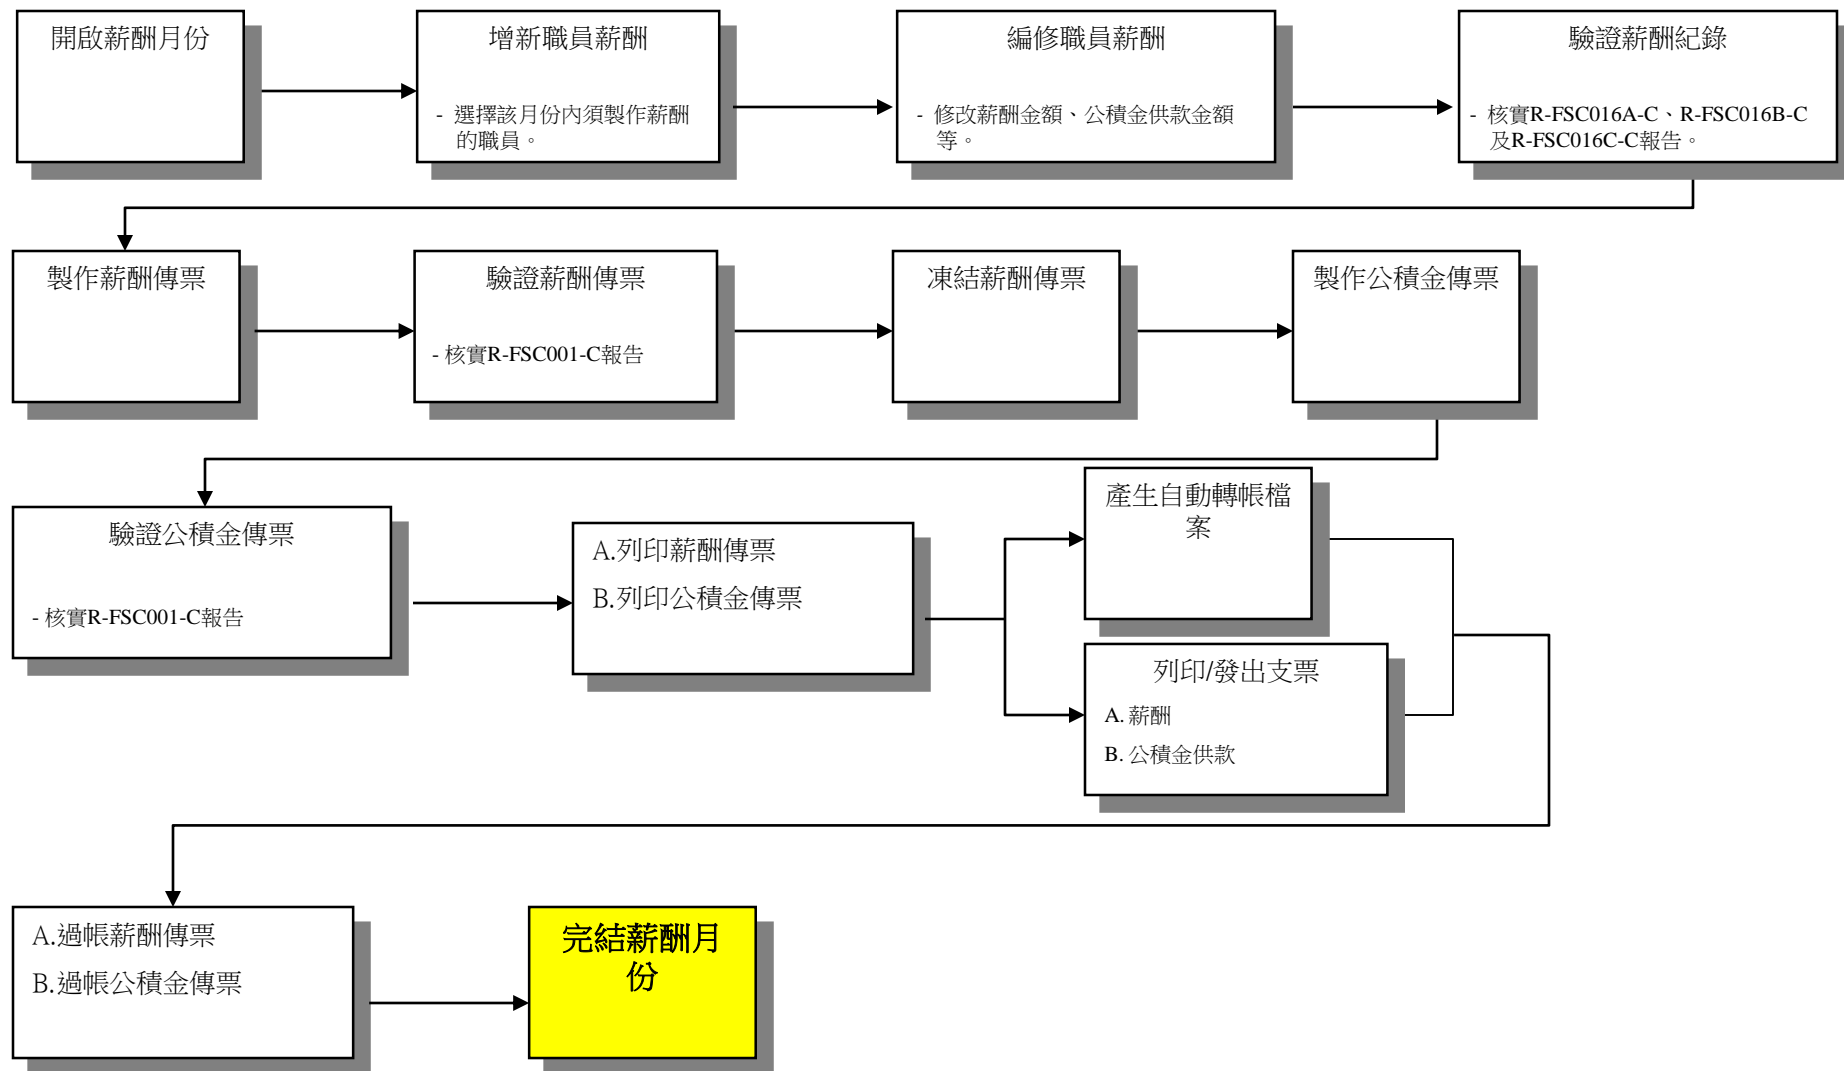 開啟薪酬月份
增新職員薪酬
- 選擇該月份內須製作薪酬
的職員。
編修職員薪酬
- 修改薪酬金額、公積金供款金額
等。
驗證薪酬紀錄
- 核實R-FSC016A-C、R-FSC016B-C
及R-FSC016C-C報告。
製作薪酬傳票
驗證薪酬傳票
- 核實R-FSC001-C報告
凍結薪酬傳票
製作公積金傳票
驗證公積金傳票
- 核實R-FSC001-C報告
A.列印薪酬傳票
B.列印公積金傳票
產生自動轉帳檔
案
列印/發出支票
A. 薪酬
B. 公積金供款
A.過帳薪酬傳票
B.過帳公積金傳票
完結薪酬月
份